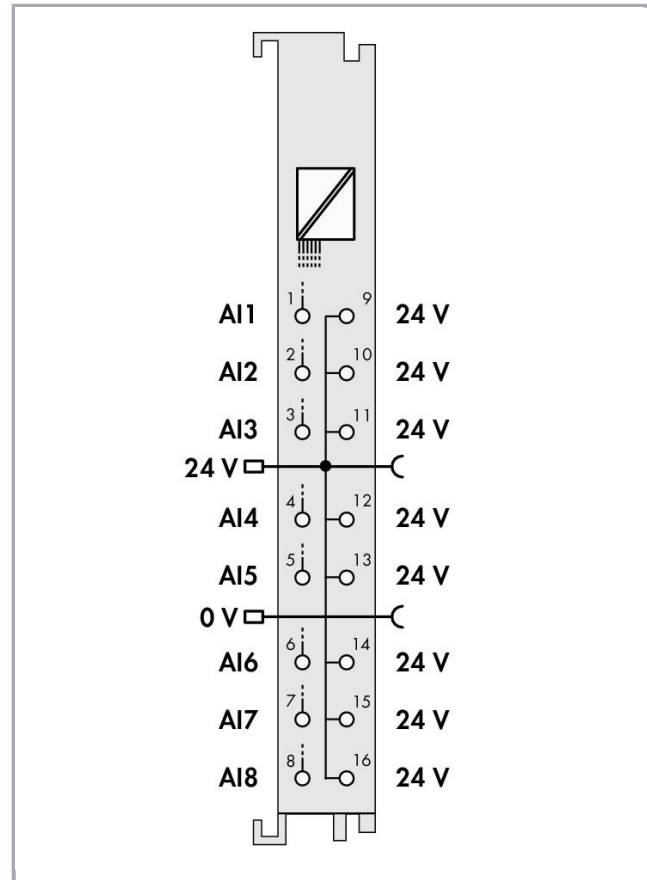 AI1 1 9 24 V
AI2 2 10 24 V
AI3 3 11 24 V
24 V
AI4 4 12 24 V
AI5 5 13 24 V
0 V
AI6 6 14 24 V
AI7 7 15 24 V
AI8 8 16 24 V